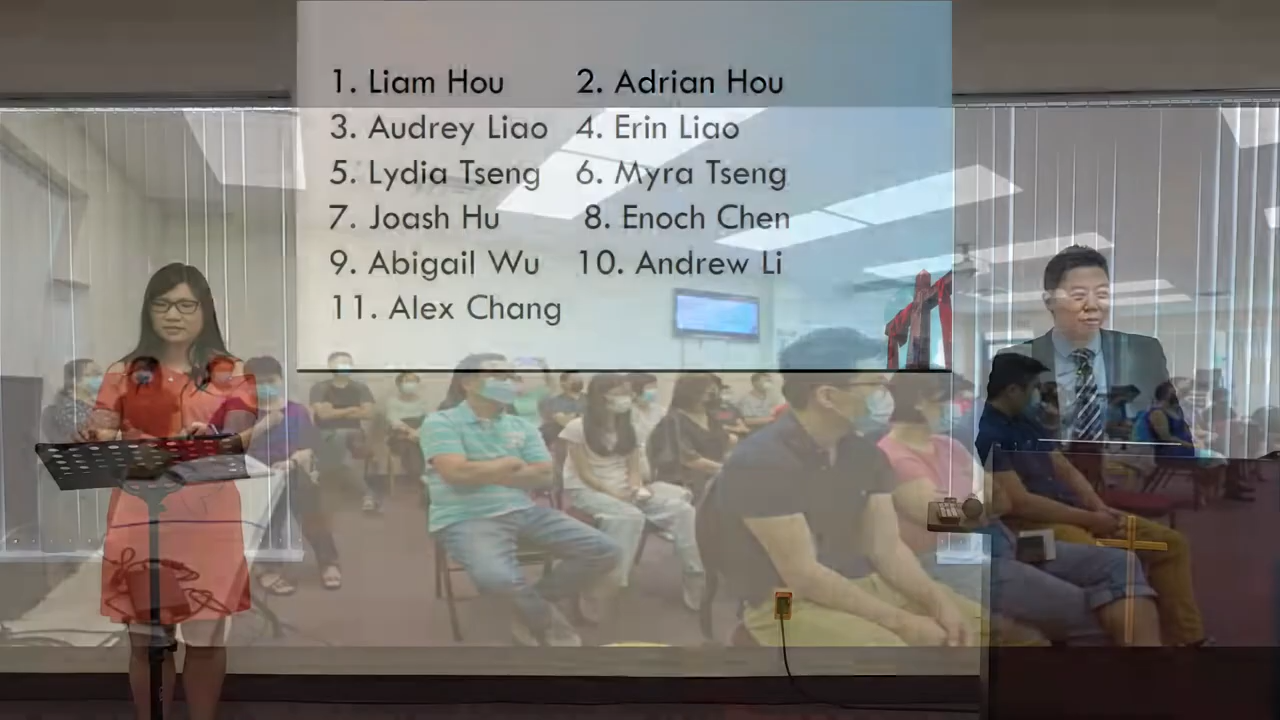 1. Liam Hou 2. Adrian Hou
3. Audrey Liao 4. Erin Liao
5. Lydia Tseng 6. Myra Tseng
7. Joash Hu 8. Enoch Chen
9. Abigail Wu 10. Andrew Li
11. Alex Chang